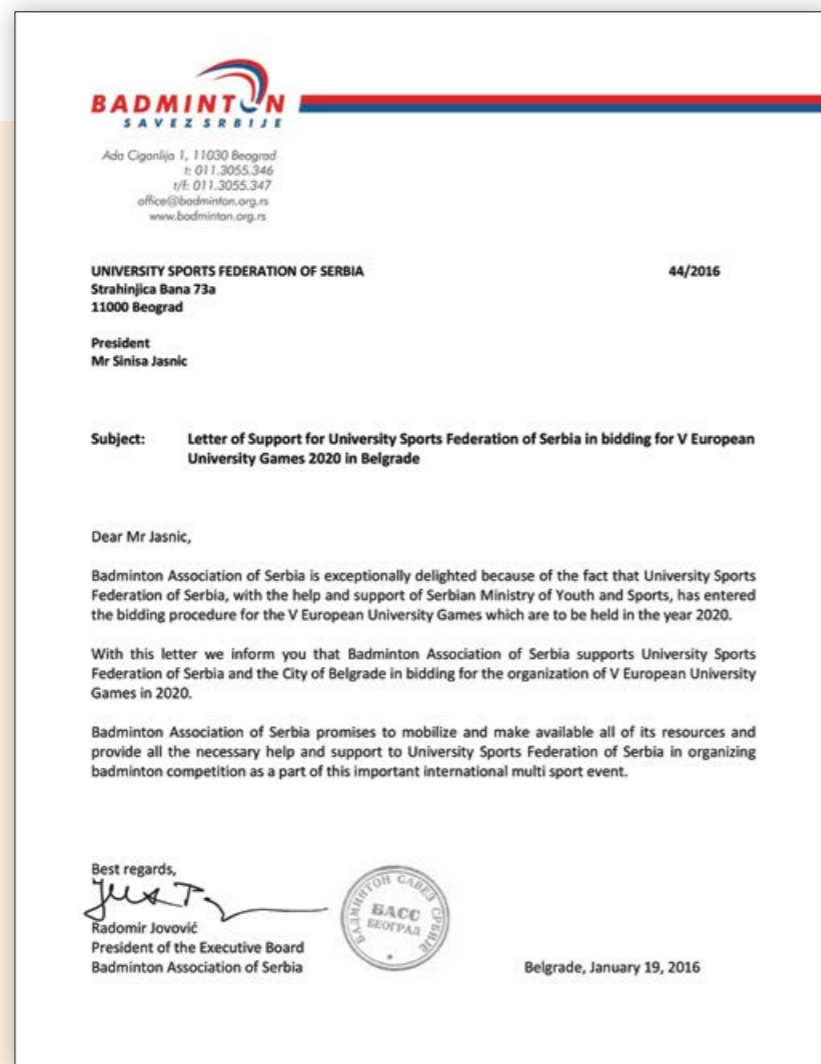 BADMINTON
SAVEZ SRBIJE
Ada Ciganlija 1, 11030 Beograd
t: 011.3055.346
t/f: 011.3055.347
office@badminton.org.rs
www.badminton.org.rs
UNIVERSITY SPORTS FEDERATION OF SERBIA 44/2016
Strahinjica Bana 73a
11000 Beograd
President
Mr Sinisa Jasnic
Subject: Letter of Support for University Sports Federation of Serbia in bidding for V European
University Games 2020 in Belgrade
Dear Mr Jasnic,
Badminton Association of Serbia is exceptionally delighted because of the fact that University Sports
Federation of Serbia, with the help and support of Serbian Ministry of Youth and Sports, has entered
the bidding procedure for the V European University Games which are to be held in the year 2020.
With this letter we inform you that Badminton Association of Serbia supports University Sports
Federation of Serbia and the City of Belgrade in bidding for the organization of V European University
Games in 2020.
Badminton Association of Serbia promises to mobilize and make available all of its resources and
provide all the necessary help and support to University Sports Federation of Serbia in organizing
badminton competition as a part of this important international multi sport event.
Best regards,
Radomir Jovović
President of the Executive Board
Badminton Association of Serbia
БАДМИНТОН САВЕЗ СРБИЈЕ
БАСС
БЕОГРАД
Belgrade, January 19, 2016